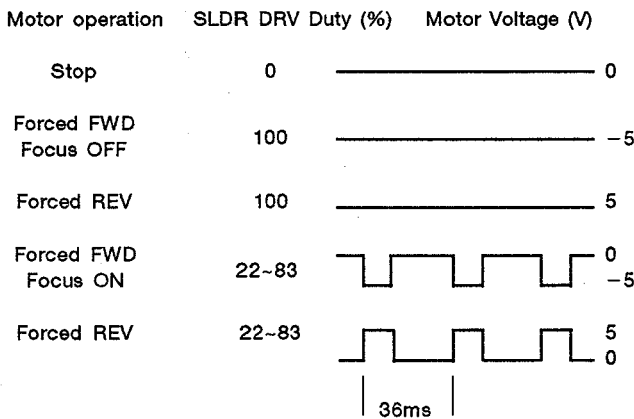 Motor operation SLDR DRV Duty (%) Motor Voltage (V)
Stop 0 0
Forced FWD
Focus OFF 100 −5
Forced REV 100 5
Forced FWD 0
Focus ON 22~83 −5
Forced REV 22~83 5
0
36ms